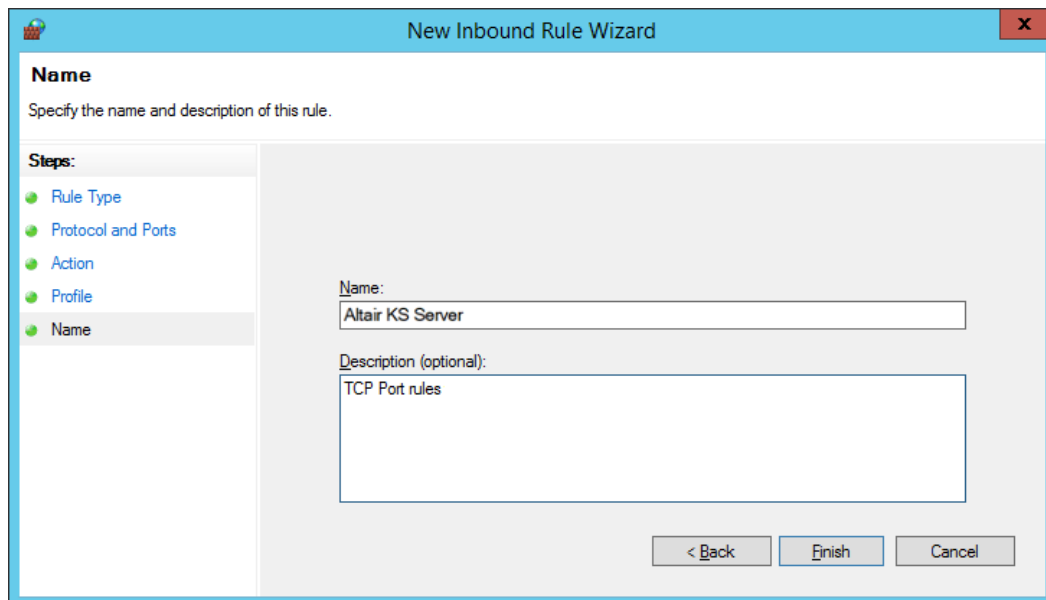 New Inbound Rule Wizard
x
Name
Specify the name and description of this rule.
Steps:
Rule Type
Protocol and Ports
Action
Profile
Name
Name:
Altair KS Server
Description (optional):
TCP Port rules
< Back
Finish
Cancel